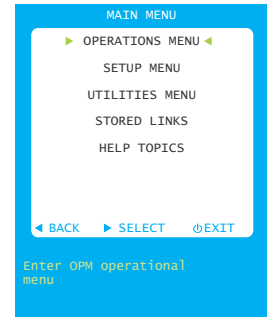 MAIN MENU
OPERATIONS MENU
SETUP MENU
UTILITIES MENU
STORED LINKS
HELP TOPICS
BACK SELECT EXIT
Enter OPM operational
menu